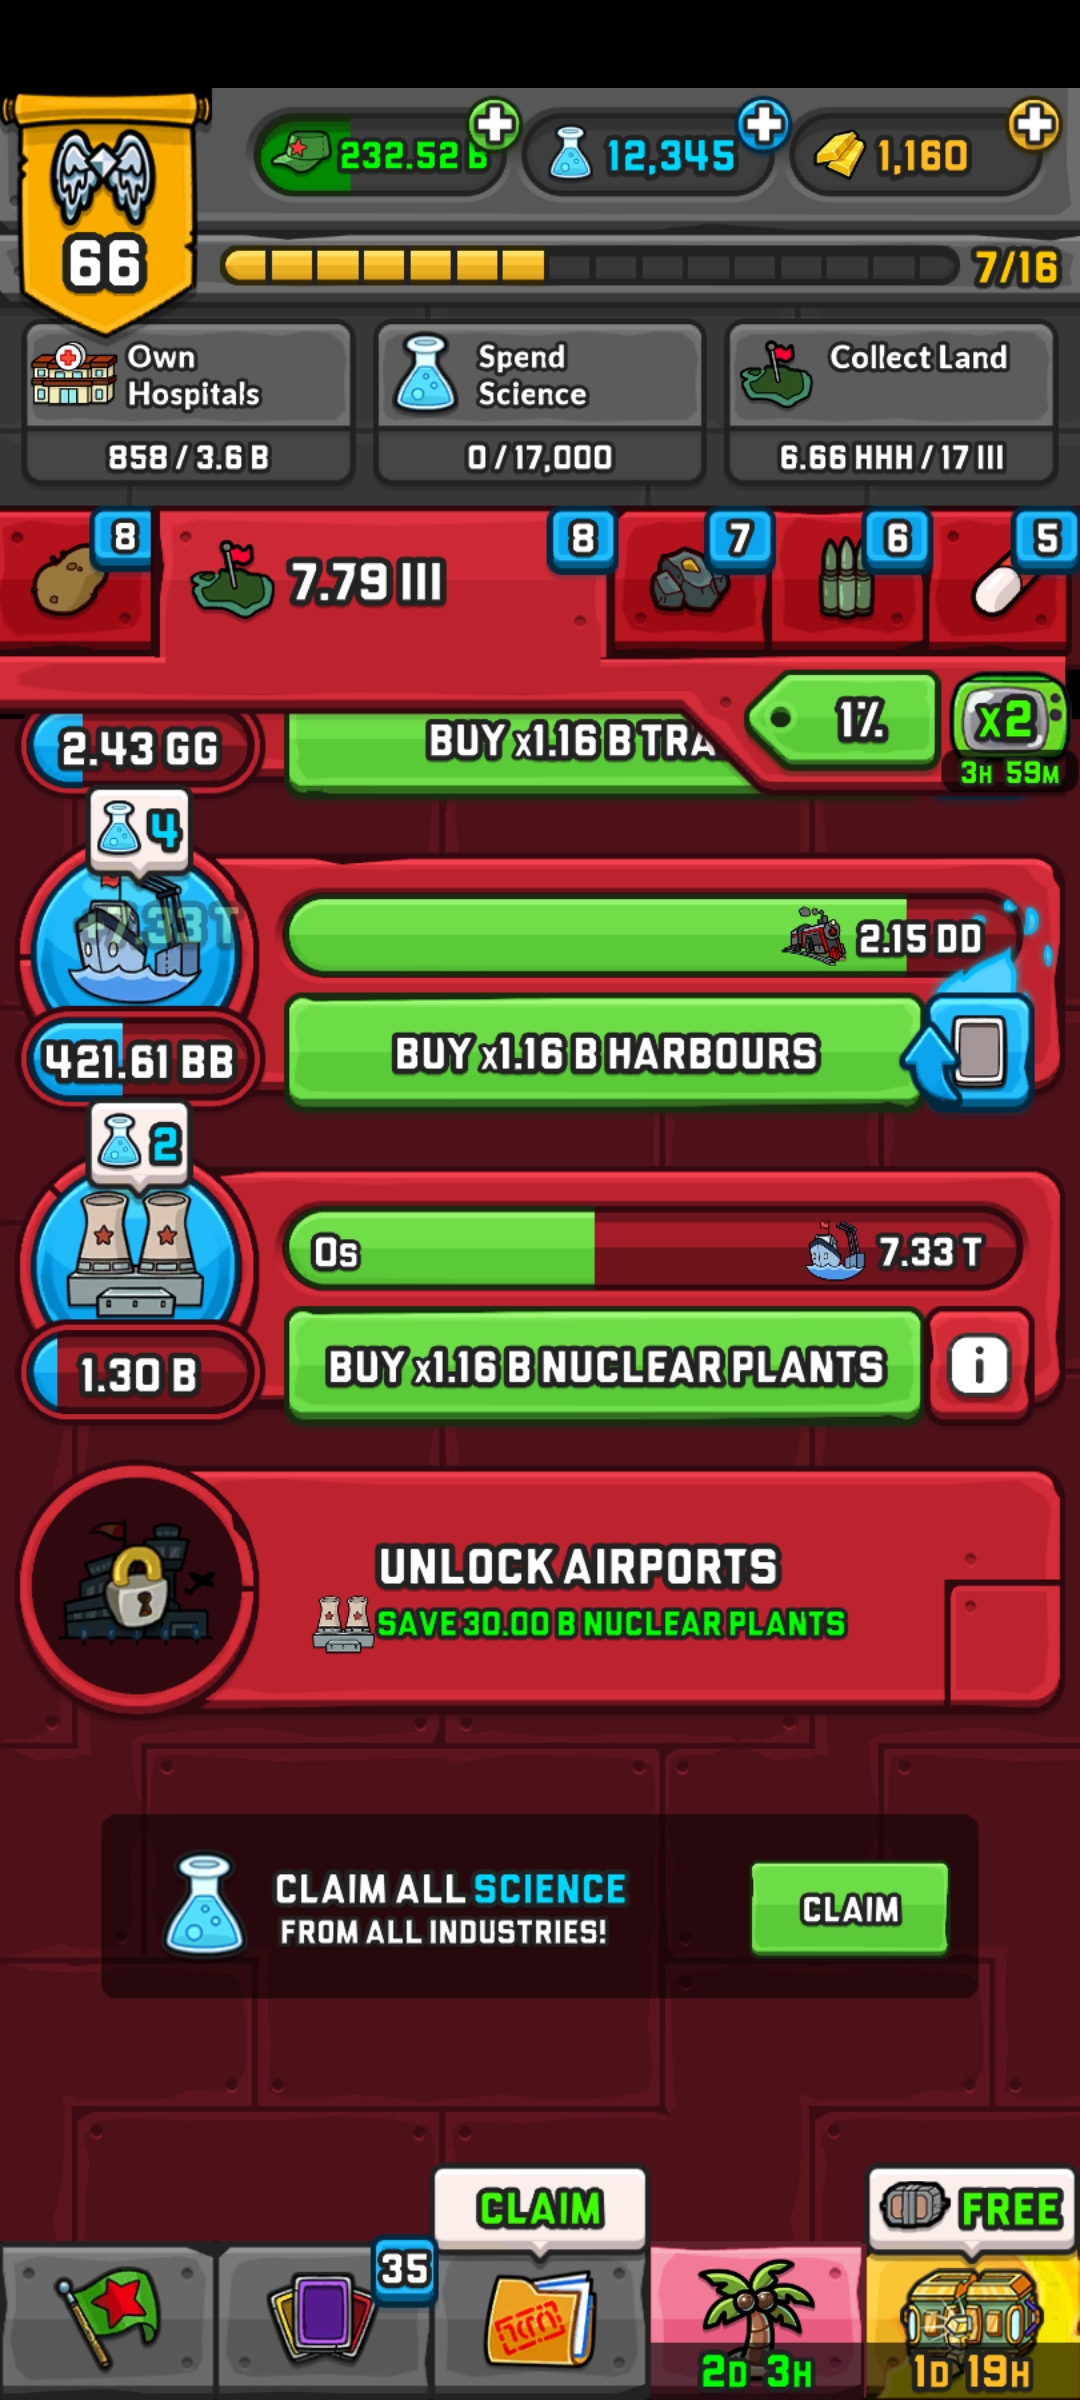 232.52 B
12,345
1,160
66
7/16
Own
Hospitals
858 / 3.6 B
Spend
Science
0 / 17,000
Collect Land
6.66 HHH / 17 III
8
7.79 III
8
7
6
5
1%
x2
3H 59M
2.43 GG
BUY x1.16 B TRA
4
7.33 T
2.15 DD
421.61 BB
BUY x1.16 B HARBOURS
2
0s
7.33 T
1.30 B
BUY x1.16 B NUCLEAR PLANTS
i
UNLOCK AIRPORTS
SAVE 30.00 B NUCLEAR PLANTS
CLAIM ALL SCIENCE
FROM ALL INDUSTRIES!
CLAIM
CLAIM
FREE
35
2D 3H
1D 19H